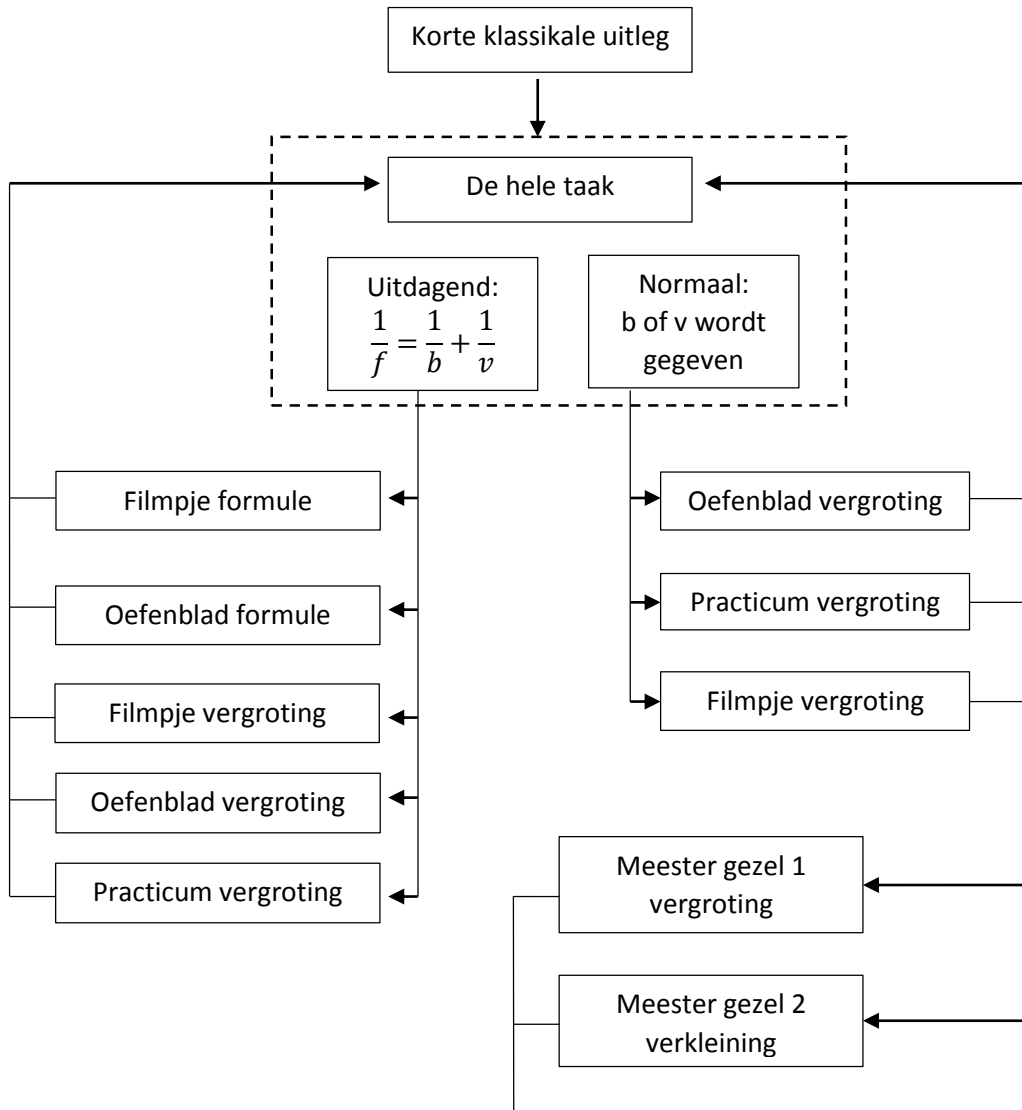 Korte klassikale uitleg
De hele taak
Uitdagend:
1/f = 1/b + 1/v
Normaal:
b of v wordt
gegeven
Filmpje formule
Oefenblad formule
Filmpje vergroting
Oefenblad vergroting
Practicum vergroting
Oefenblad vergroting
Practicum vergroting
Filmpje vergroting
Meester gezel 1
vergroting
Meester gezel 2
verkleining